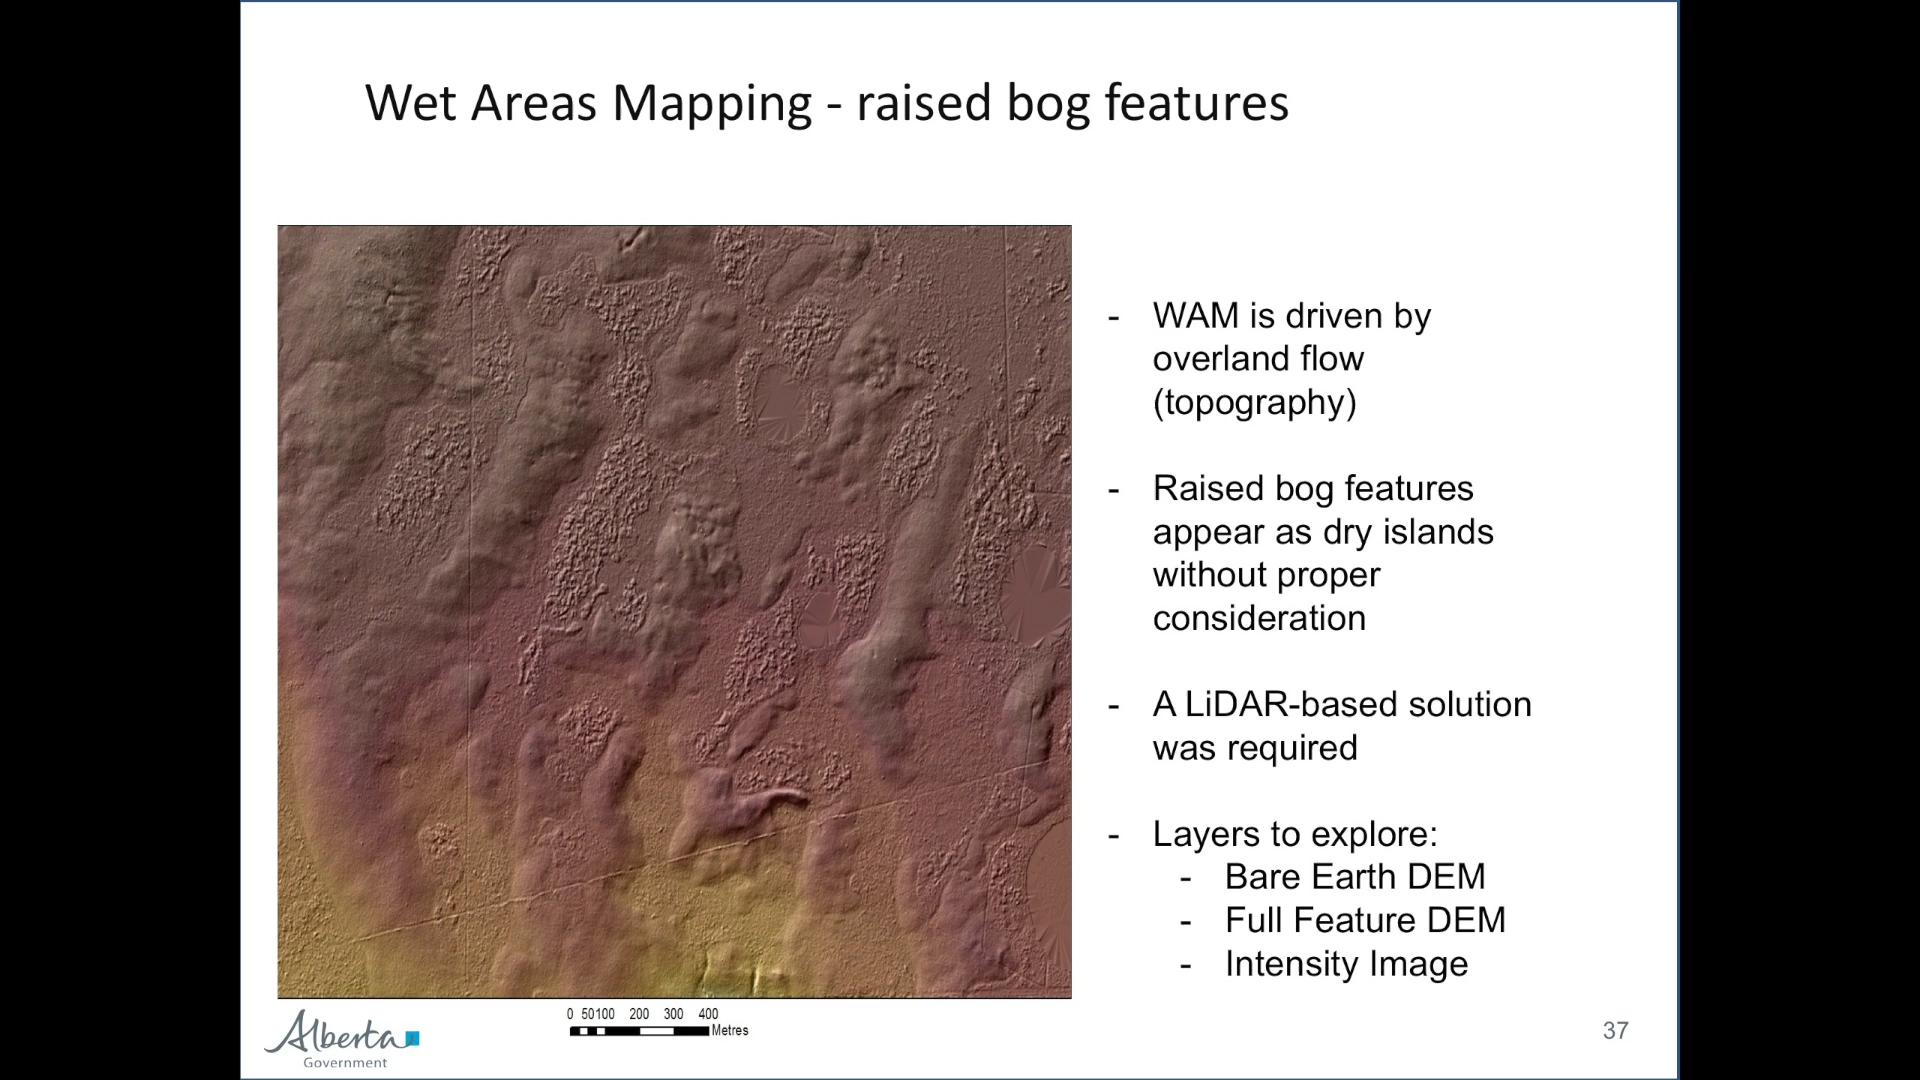 Wet Areas Mapping - raised bog features
- WAM is driven by
overland flow
(topography)
- Raised bog features
appear as dry islands
without proper
consideration
- A LiDAR-based solution
was required
- Layers to explore:
- Bare Earth DEM
- Full Feature DEM
- Intensity Image
0 50 100 200 300 400
Metres
Alberta
Government
37